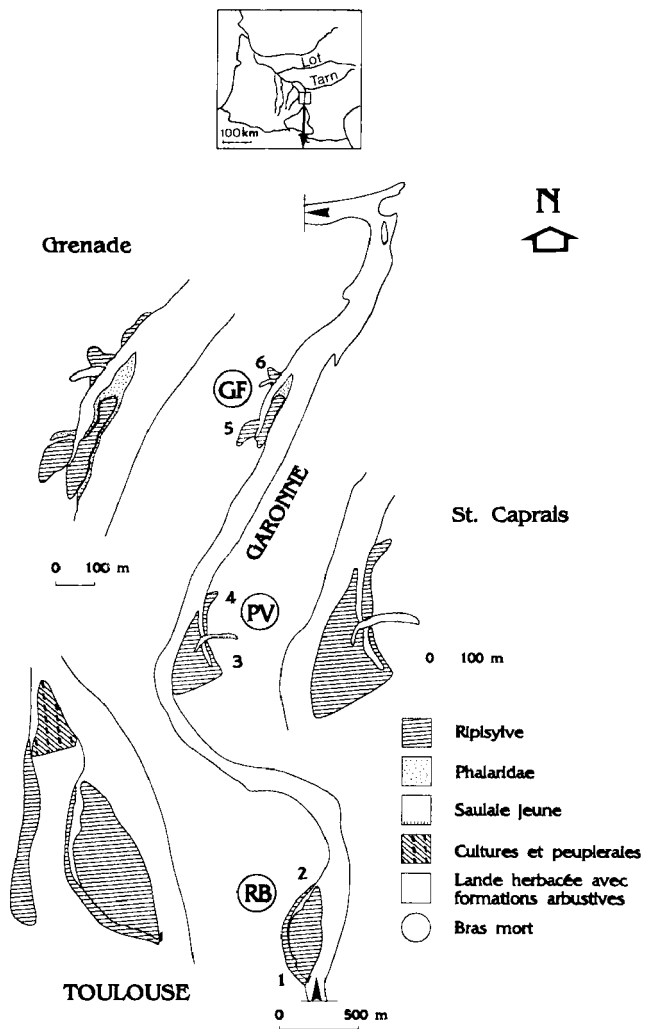 Lot
Tarn
100km
N
Grenade
6
GF
5
GARONNE
St. Caprais
0 100 m
4
PV
3
0 100 m
Ripisylve
Phalaridae
Saulaie jeune
Cultures et peupleraies
Lande herbacée avec
formations arbustives
Bras mort
2
RB
1
TOULOUSE
0 500 m